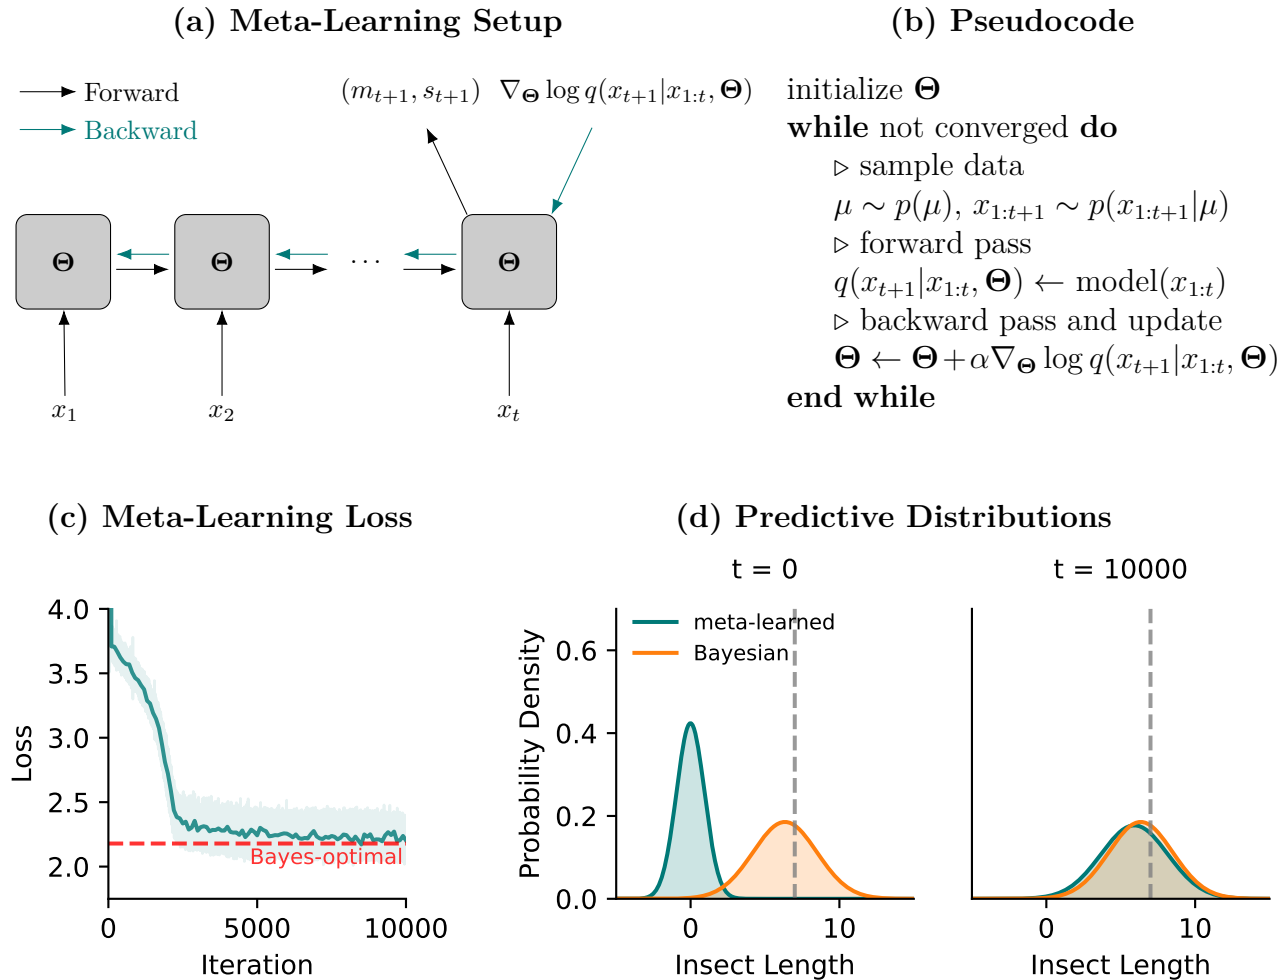 (a) Meta-Learning Setup
Forward
Backward
(m_{t+1}, s_{t+1}) ∇_Θ log q(x_{t+1}|x_{1:t}, Θ)
Θ Θ ... Θ
x_1 x_2 x_t
(b) Pseudocode
initialize Θ
while not converged do
▷ sample data
μ ∼ p(μ), x_{1:t+1} ∼ p(x_{1:t+1}|μ)
▷ forward pass
q(x_{t+1}|x_{1:t}, Θ) ← model(x_{1:t})
▷ backward pass and update
Θ ← Θ + α∇_Θ log q(x_{t+1}|x_{1:t}, Θ)
end while
(c) Meta-Learning Loss
4.0
3.5
3.0
2.5
2.0
Loss
Bayes-optimal
0 5000 10000
Iteration
(d) Predictive Distributions
t = 0
meta-learned
Bayesian
0.6
0.4
0.2
0.0
Probability Density
0 10
Insect Length
t = 10000
0 10
Insect Length